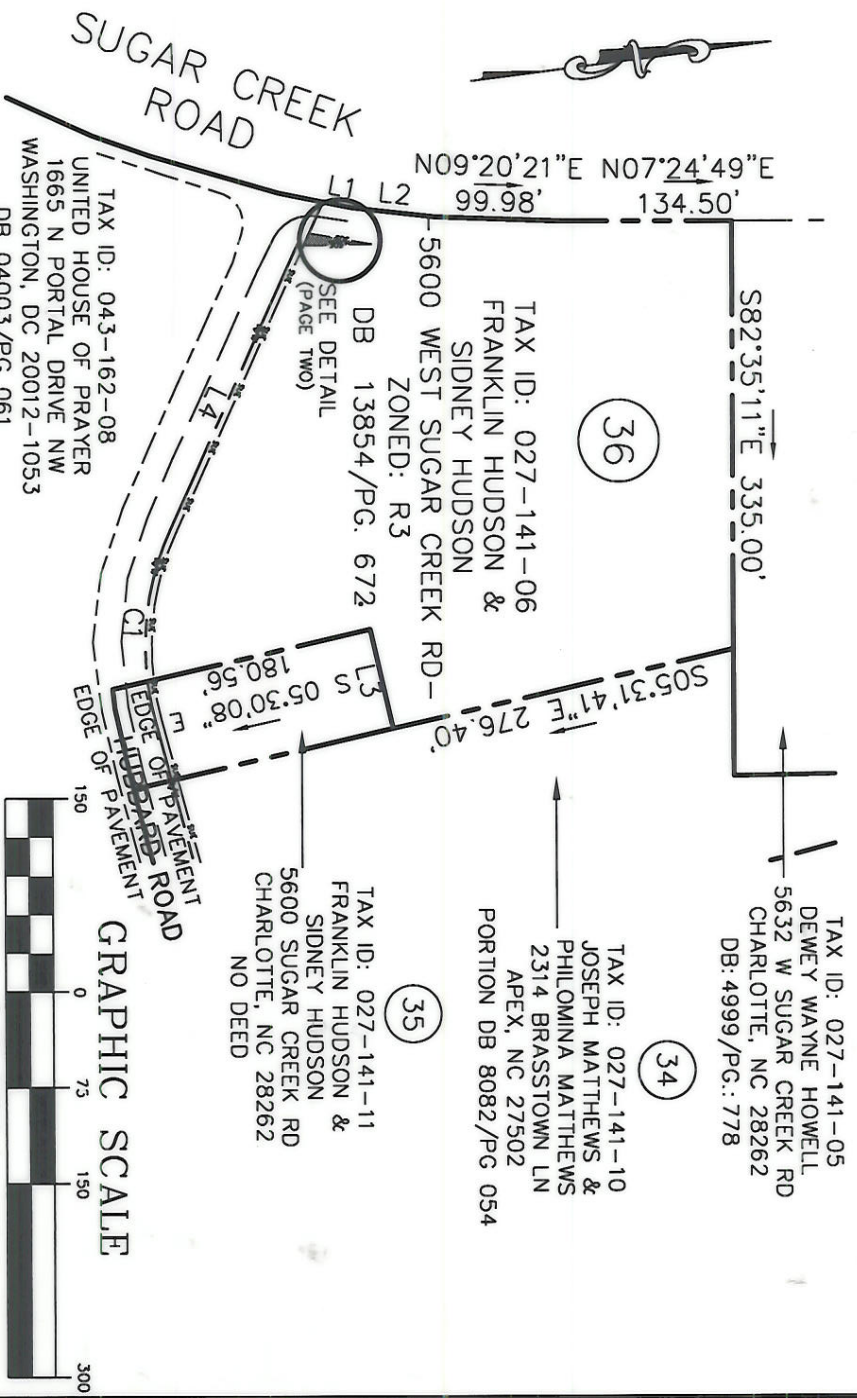 SUGAR CREEK
ROAD
N09°20'21"E
99.98'
N07°24'49"E
134.50'
S82°35'11"E 335.00'
L1
L2
36
TAX ID: 027-141-06
FRANKLIN HUDSON &
SIDNEY HUDSON
5600 WEST SUGAR CREEK RD
ZONED: R3
DB 13854/PG. 672
SEE DETAIL
(PAGE TWO)
L4
C1
L3
S 05°30'08" E
180.56'
S05°31'41"E
276.40'
EDGE OF PAVEMENT
HUBBARD ROAD
EDGE OF PAVEMENT
TAX ID: 043-162-08
UNITED HOUSE OF PRAYER
1665 N PORTAL DRIVE NW
WASHINGTON, DC 20012-1053
DB 04003/PG 061
TAX ID: 027-141-05
DEWEY WAYNE HOWELL
5632 W SUGAR CREEK RD
CHARLOTTE, NC 28262
DB: 4999/PG.: 778
34
TAX ID: 027-141-10
JOSEPH MATTHEWS &
PHILOMINA MATTHEWS
2314 BRASSTOWN LN
APEX, NC 27502
PORTION DB 8082/PG 054
35
TAX ID: 027-141-11
FRANKLIN HUDSON &
SIDNEY HUDSON
5600 SUGAR CREEK RD
CHARLOTTE, NC 28262
NO DEED
GRAPHIC SCALE
150 0 75 150 300